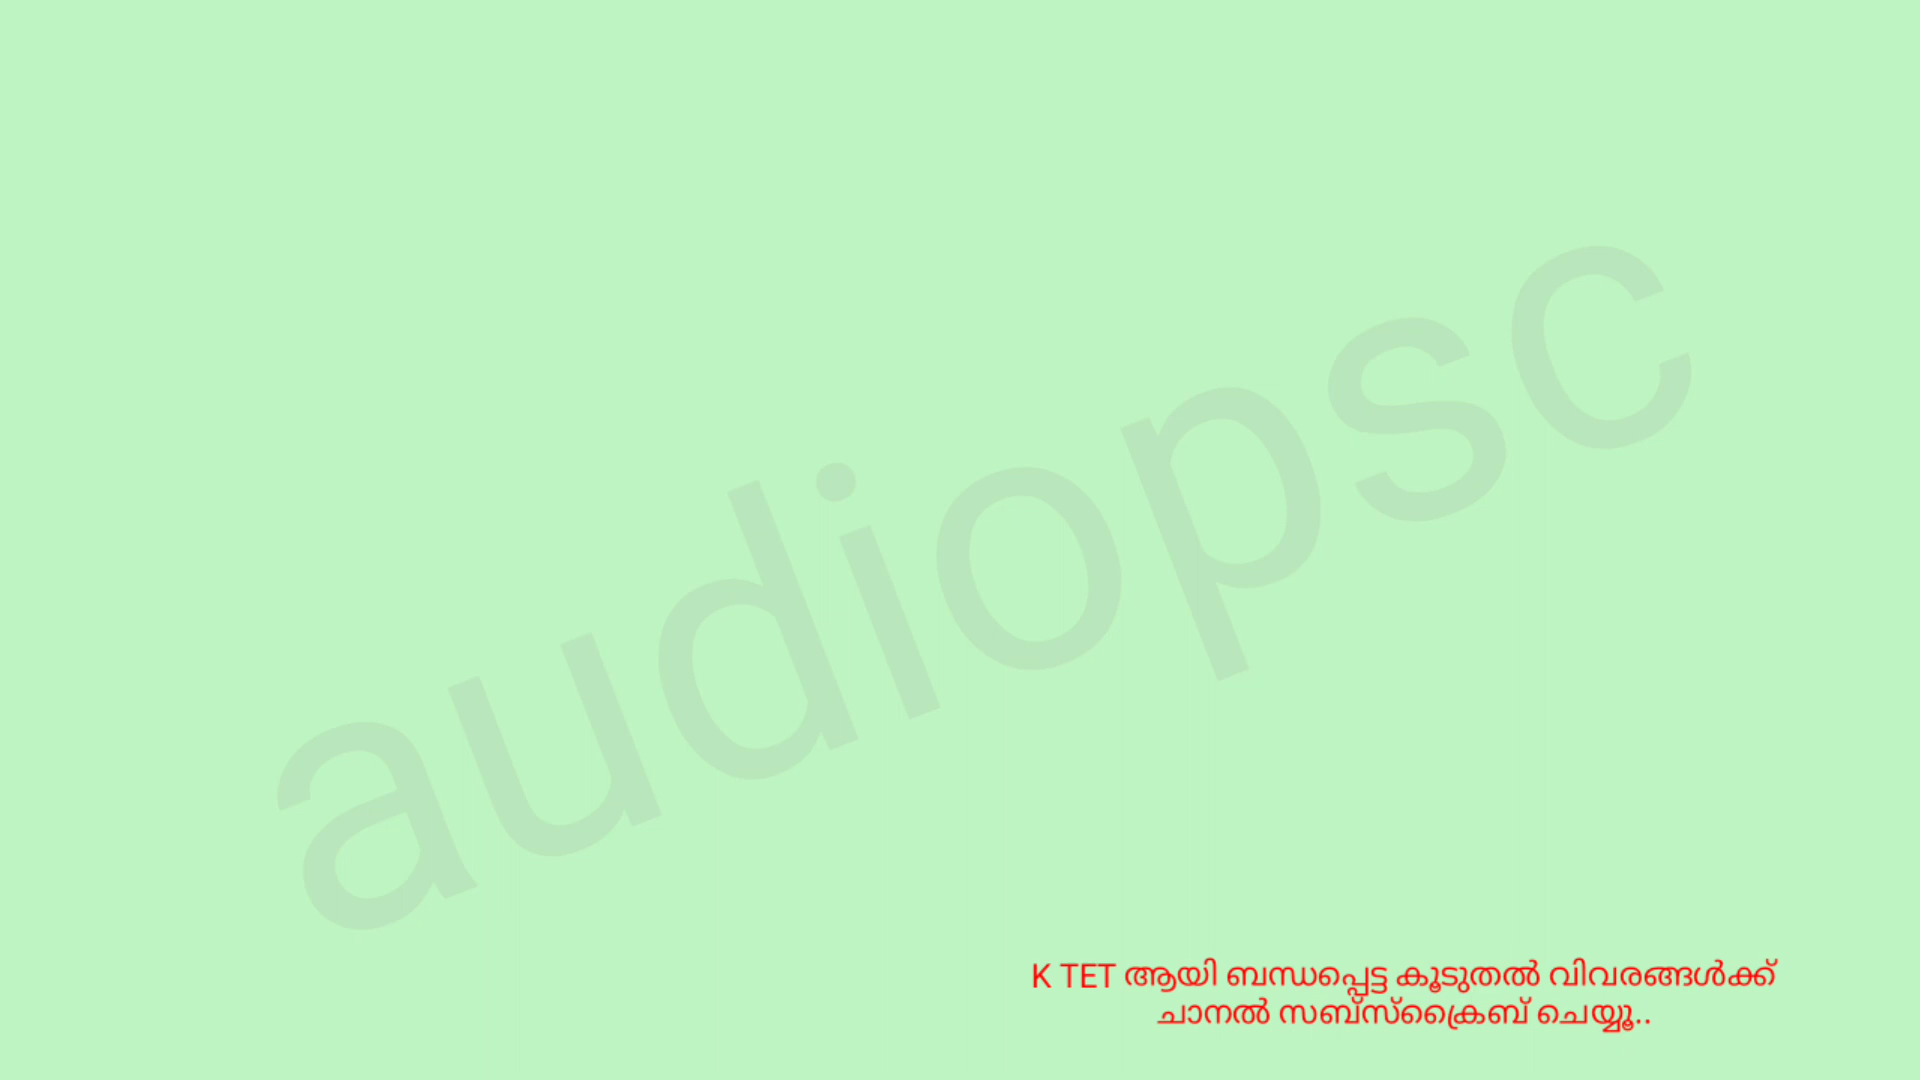 audiopsc
K TET ആയി ബന്ധപ്പെട്ട കൂടുതൽ വിവരങ്ങൾക്ക്
ചാനൽ സബ്സ്ക്രൈബ് ചെയ്യൂ..